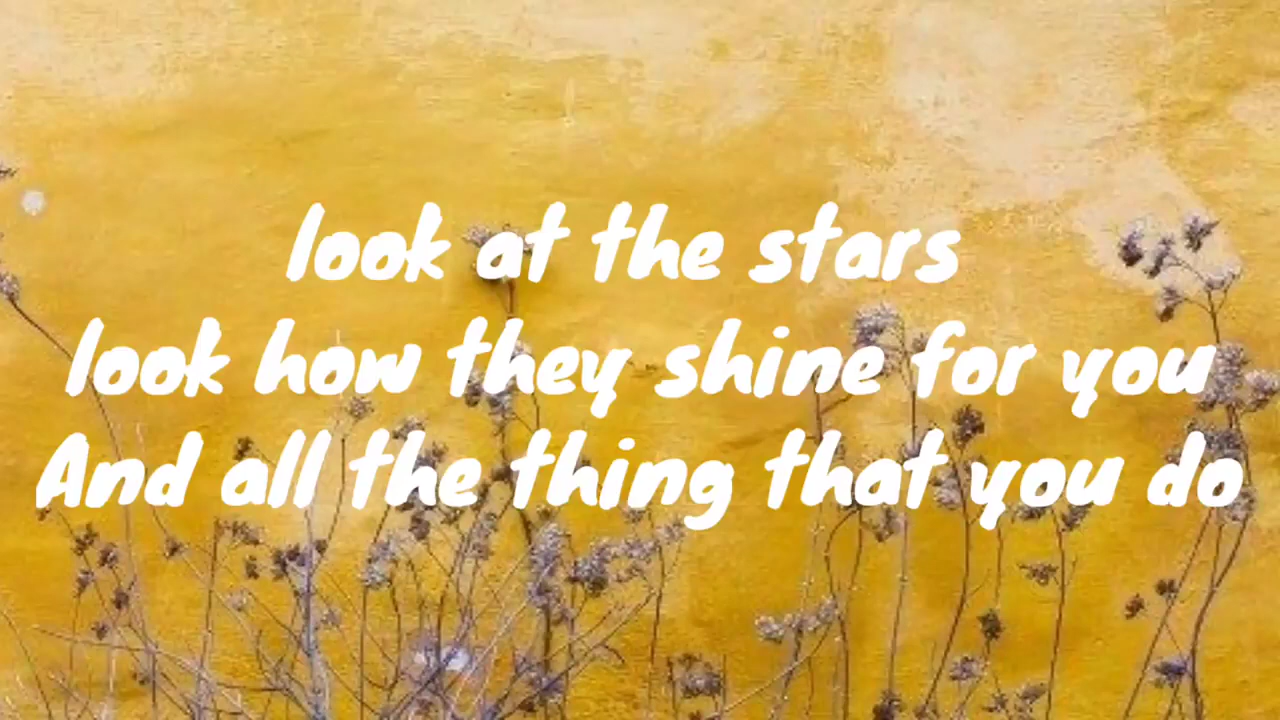 look at the stars
look how they shine for you
And all the thing that you do